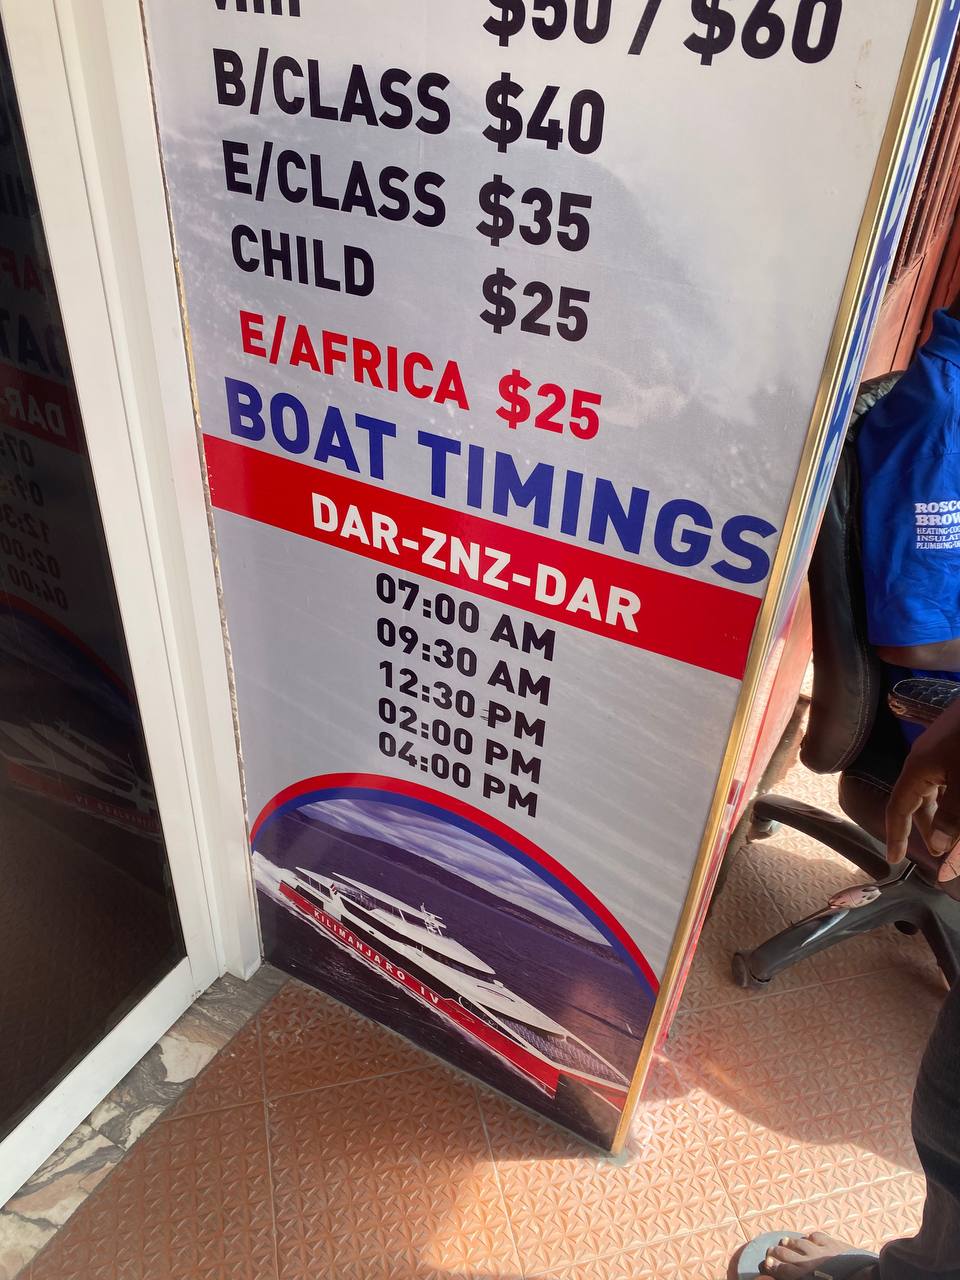 $50 / $60
B/CLASS $40
E/CLASS $35
CHILD $25
E/AFRICA $25
BOAT TIMINGS
DAR-ZNZ-DAR
07:00 AM
09:30 AM
12:30 PM
02:00 PM
04:00 PM
KILIMANJARO IV